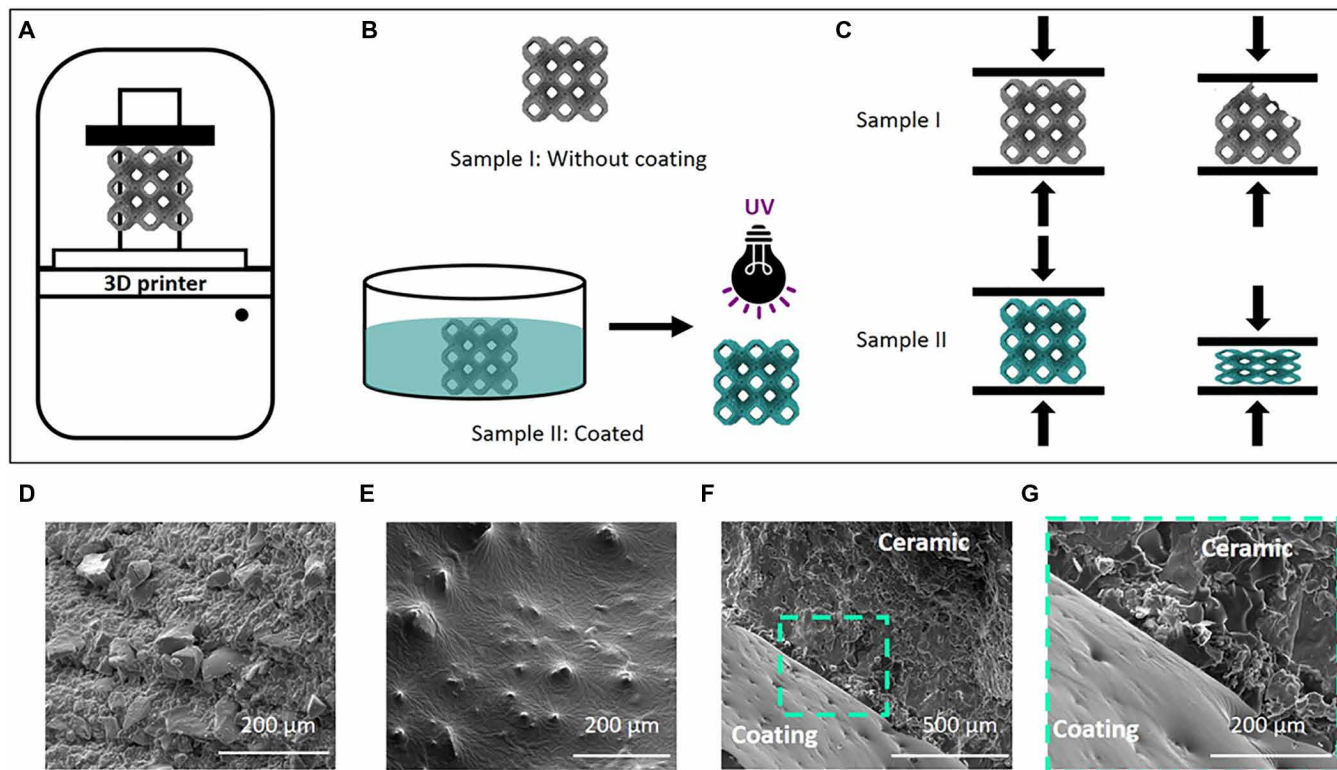 A
B
C
3D printer
Sample I: Without coating
UV
Sample II: Coated
Sample I
Sample II
D
E
F
G
200 µm
200 µm
Ceramic
Coating
500 µm
Ceramic
Coating
200 µm